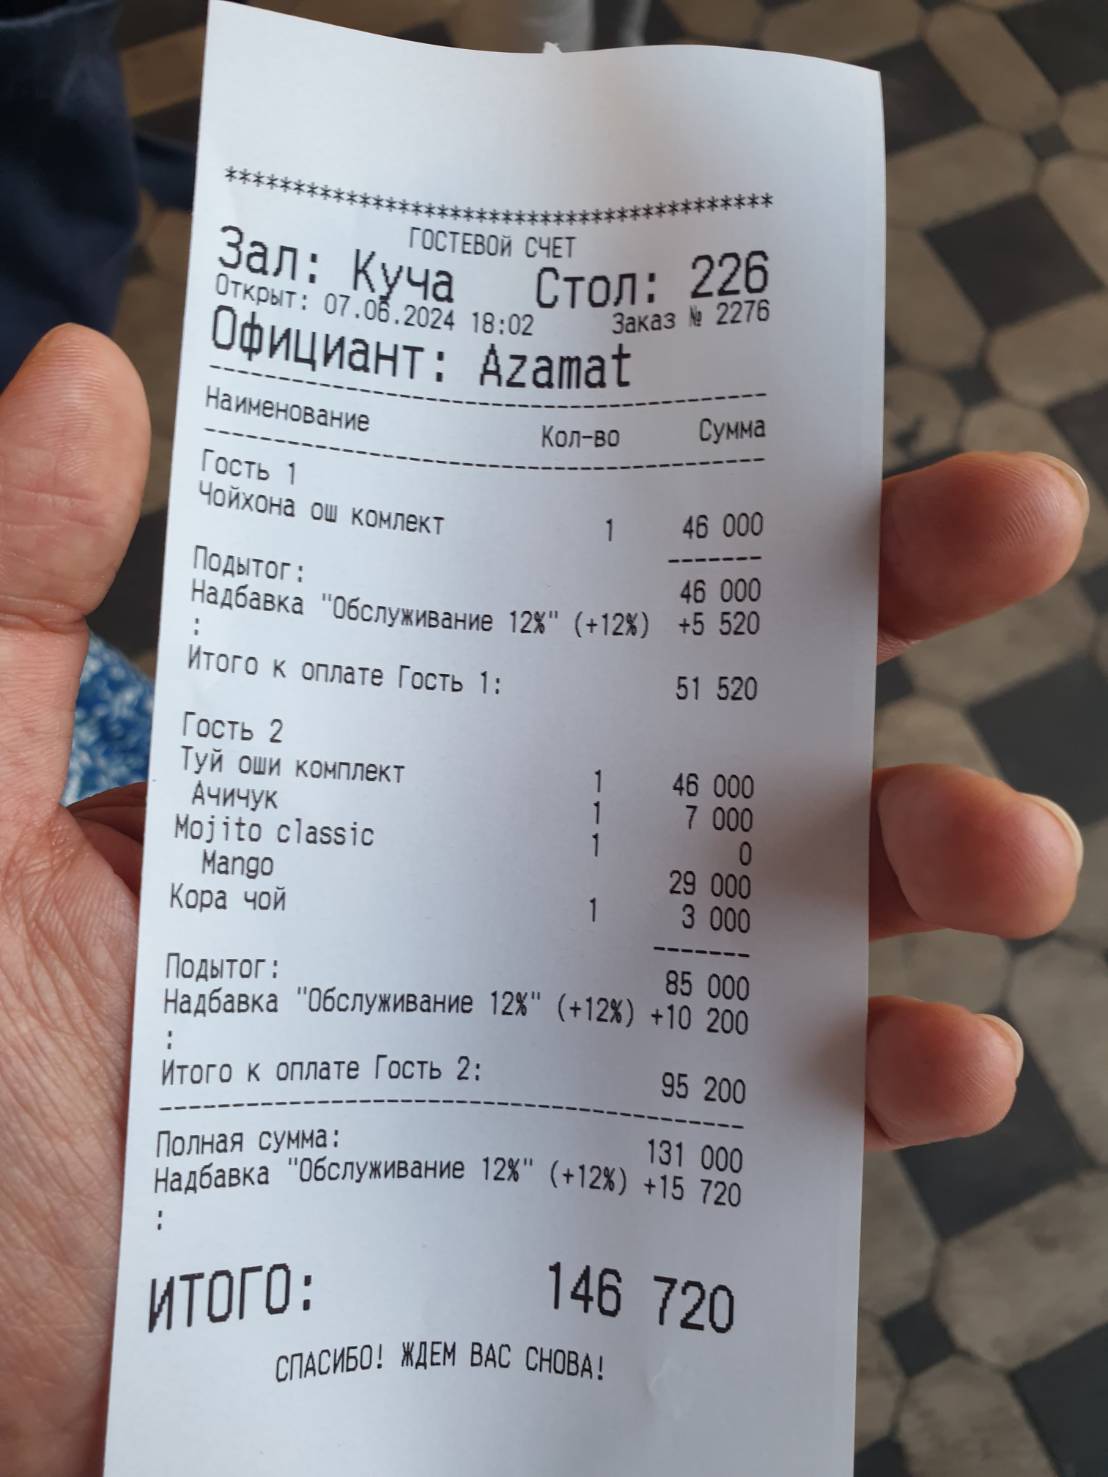 ******************************************
ГОСТЕВОЙ СЧЕТ
Зал: Куча Стол: 226
Открыт: 07.06.2024 18:02 Заказ № 2276
Официант: Azamat
Наименование Кол-во Сумма
Гость 1
Чойхона ош комлект 1 46 000
Подытог: 46 000
Надбавка "Обслуживание 12%" (+12%) +5 520
:
Итого к оплате Гость 1: 51 520
Гость 2
Туй оши комплект 1 46 000
Ачичук 1 7 000
Mojito classic 1 0
Mango 29 000
Кора чой 1 3 000
Подытог: 85 000
Надбавка "Обслуживание 12%" (+12%) +10 200
:
Итого к оплате Гость 2: 95 200
Полная сумма: 131 000
Надбавка "Обслуживание 12%" (+12%) +15 720
:
ИТОГО: 146 720
СПАСИБО! ЖДЕМ ВАС СНОВА!